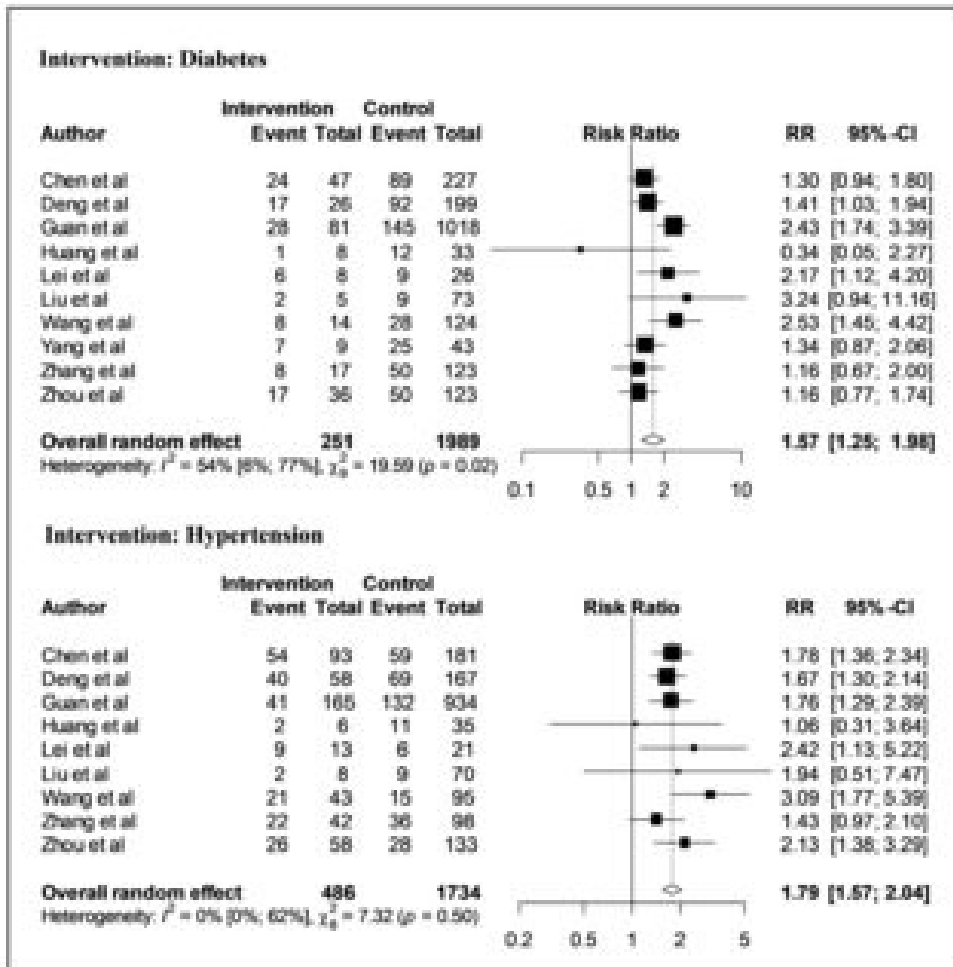 Intervention: Diabetes
Intervention Control
Author Event Total Event Total Risk Ratio RR 95% -CI
Chen et al 24 47 89 227 1.30 [0.94; 1.80]
Deng et al 17 26 92 199 1.41 [1.03; 1.94]
Guan et al 28 81 145 1018 2.43 [1.74; 3.39]
Huang et al 1 8 12 33 0.34 [0.05; 2.27]
Lei et al 6 8 9 26 2.17 [1.12; 4.20]
Liu et al 2 5 9 73 3.24 [0.94; 11.16]
Wang et al 8 14 28 124 2.53 [1.45; 4.42]
Yang et al 7 9 25 43 1.34 [0.87; 2.06]
Zhang et al 8 17 50 123 1.16 [0.67; 2.00]
Zhou et al 17 36 50 123 1.16 [0.77; 1.74]
Overall random effect 251 1989 1.57 [1.25; 1.98]
Heterogeneity: I² = 54% [6%; 77%], χ²₉ = 19.59 (p = 0.02)
0.1 0.5 1 2 10
Intervention: Hypertension
Intervention Control
Author Event Total Event Total Risk Ratio RR 95% -CI
Chen et al 54 93 59 181 1.78 [1.36; 2.34]
Deng et al 40 58 69 167 1.67 [1.30; 2.14]
Guan et al 41 165 132 934 1.76 [1.29; 2.39]
Huang et al 2 6 11 35 1.06 [0.31; 3.64]
Lei et al 9 13 6 21 2.42 [1.13; 5.22]
Liu et al 2 8 9 70 1.94 [0.51; 7.47]
Wang et al 21 43 15 95 3.09 [1.77; 5.39]
Zhang et al 22 42 36 98 1.43 [0.97; 2.10]
Zhou et al 26 58 28 133 2.13 [1.38; 3.29]
Overall random effect 486 1734 1.79 [1.57; 2.04]
Heterogeneity: I² = 0% [0%; 62%], χ²₈ = 7.32 (p = 0.50)
0.2 0.5 1 2 5